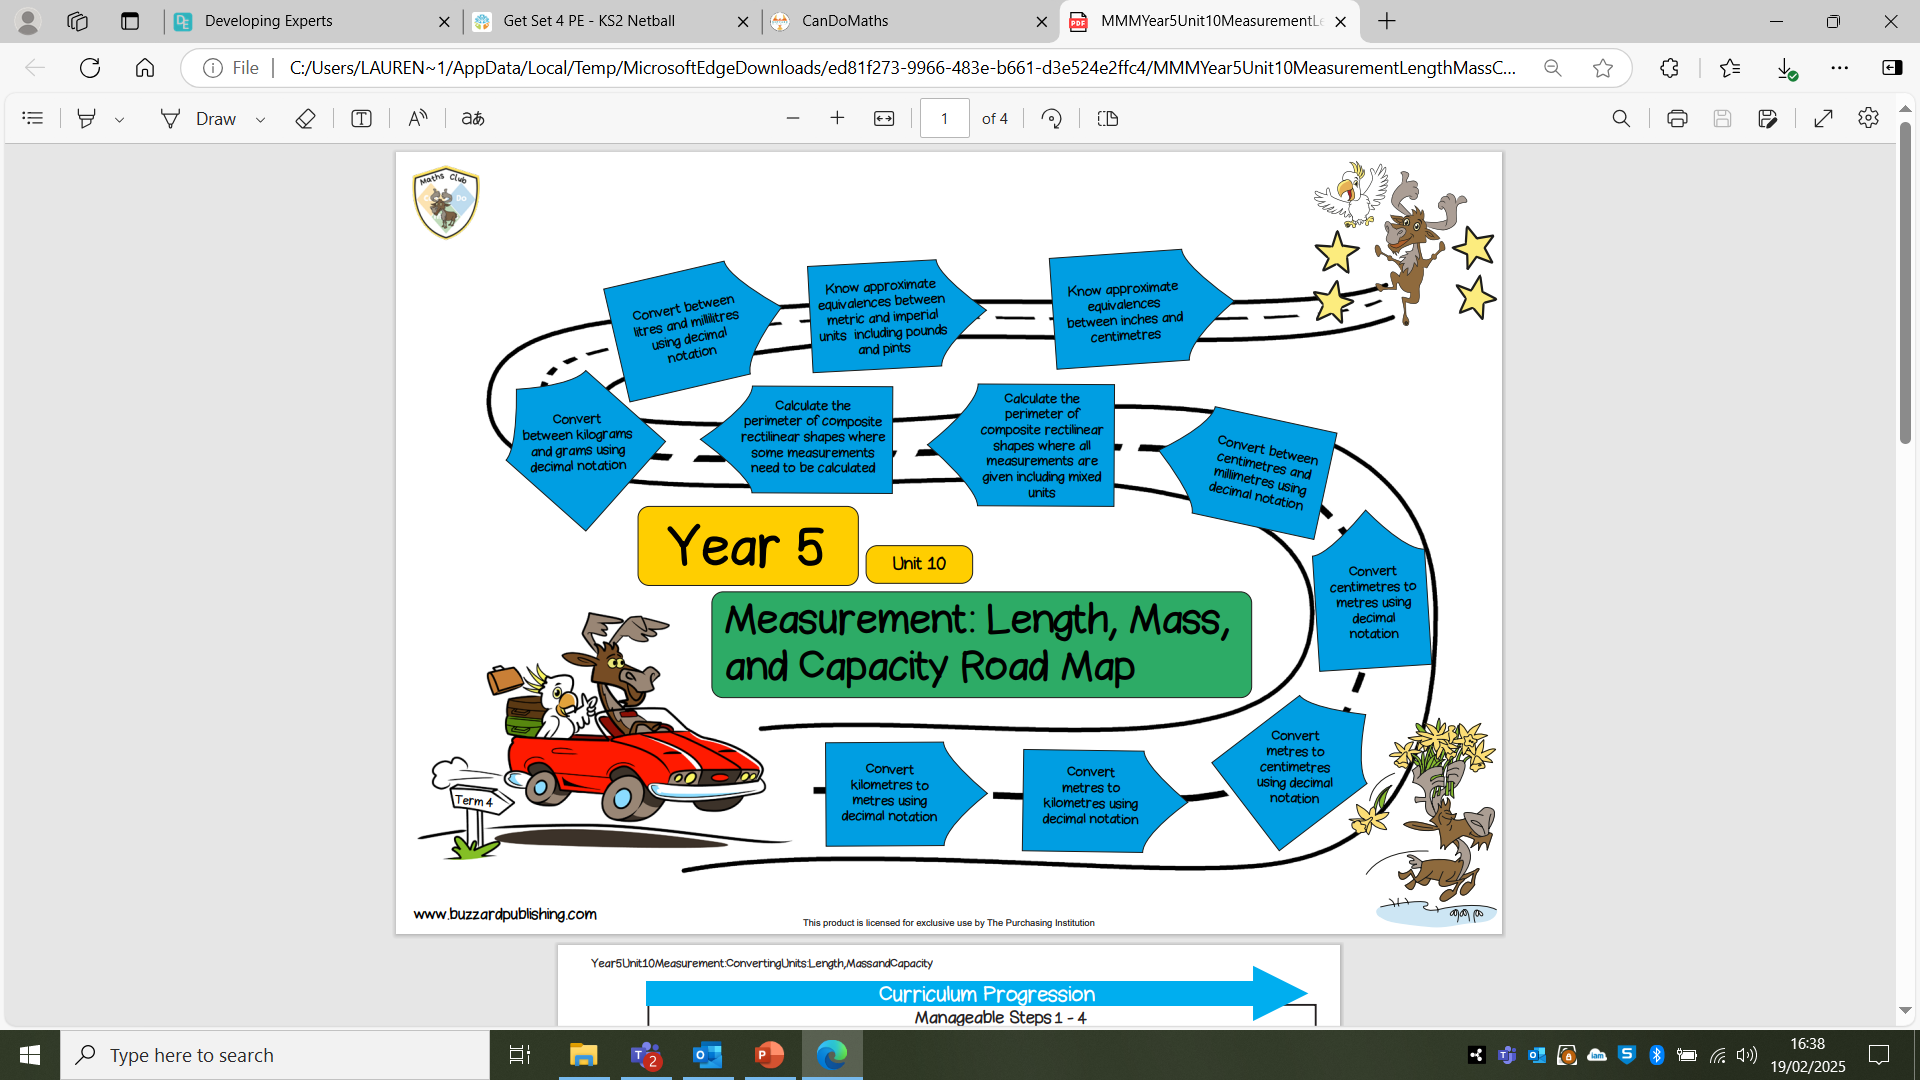 Developing Experts
Get Set 4 PE - KS2 Netball
CanDoMaths
MMMYear5Unit10MeasurementLe
File
C:/Users/LAUREN~1/AppData/Local/Temp/MicrosoftEdgeDownloads/ed81f273-9966-483e-b661-d3e524e2ffc4/MMMYear5Unit10MeasurementLengthMassC...
Draw
1
of 4
Maths Club
Convert between
litres and millilitres
using decimal
notation
Know approximate
equivalences between
metric and imperial
units including pounds
and pints
Know approximate
equivalences
between inches and
centimetres
Convert
between kilograms
and grams using
decimal notation
Calculate the
perimeter of composite
rectilinear shapes where
some measurements
need to be calculated
Calculate the
perimeter of
composite rectilinear
shapes where all
measurements are
given including mixed
units
Convert between
centimetres and
millimetres using
decimal notation
Year 5
Unit 10
Convert
centimetres to
metres using
decimal
notation
Measurement: Length, Mass,
and Capacity Road Map
Convert
metres to
centimetres
using decimal
notation
Convert
kilometres to
metres using
decimal notation
Convert
metres to
kilometres using
decimal notation
Term 4
www.buzzardpublishing.com
This product is licensed for exclusive use by The Purchasing Institution
Year5Unit10Measurement:ConvertingUnits:Length,MassandCapacity
Curriculum Progression
Manageable Steps 1 - 4
Type here to search
2
16:38
19/02/2025